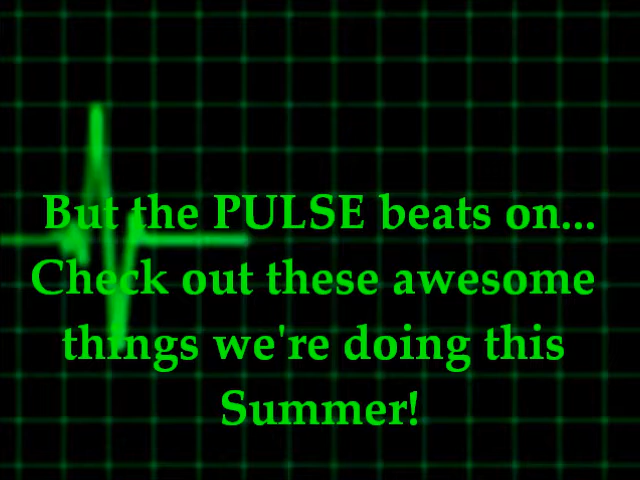 But the PULSE beats on...
Check out these awesome
things we're doing this
Summer!